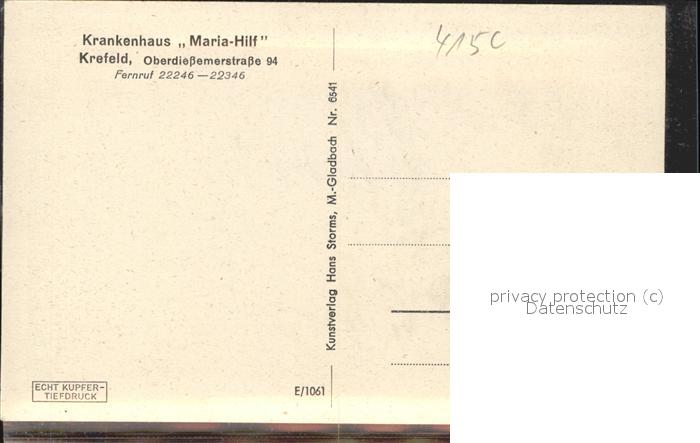 Krankenhaus „Maria-Hilf"
Krefeld, Oberdießemerstraße 94
Fernruf 22246—22346
415C
Kunstverlag Hans Storms, M.-Gladbach Nr. 6541
privacy protection (c)
Datenschutz
ECHT KUPFER-
TIEFDRUCK
E/1061